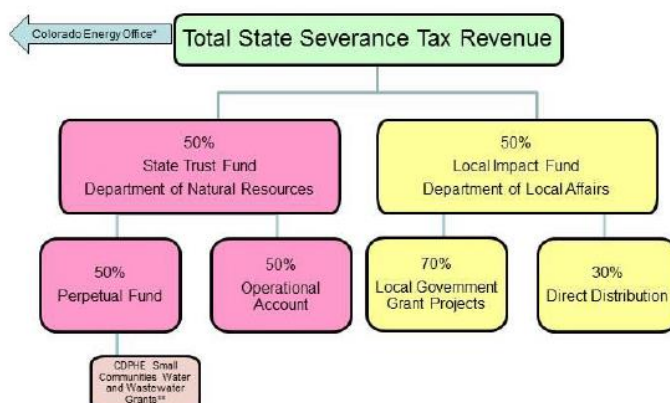 Colorado Energy Office*
Total State Severance Tax Revenue
50%
State Trust Fund
Department of Natural Resources
50%
Local Impact Fund
Department of Local Affairs
50%
Perpetual Fund
50%
Operational
Account
70%
Local Government
Grant Projects
30%
Direct Distribution
CDPHE Small
Communities Water
and Wastewater
Grants**